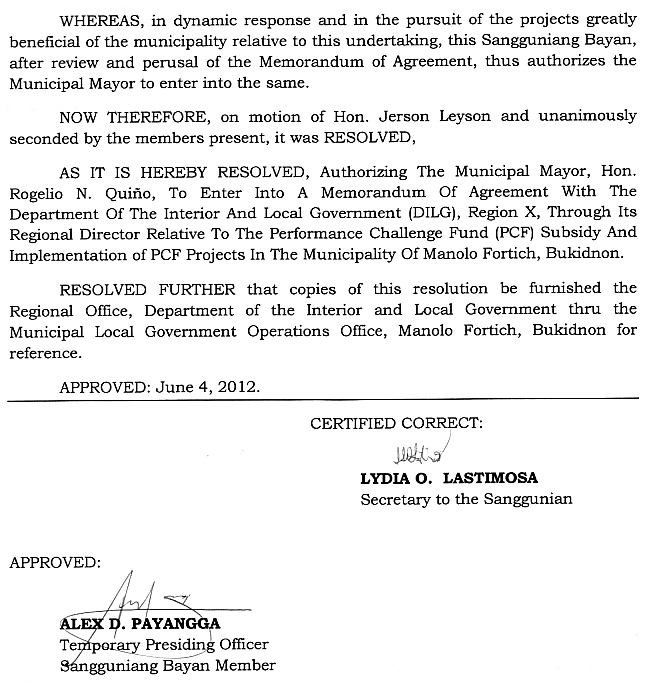 WHEREAS, in dynamic response and in the pursuit of the projects greatly
beneficial of the municipality relative to this undertaking, this Sangguniang Bayan,
after review and perusal of the Memorandum of Agreement, thus authorizes the
Municipal Mayor to enter into the same.
NOW THEREFORE, on motion of Hon. Jerson Leyson and unanimously
seconded by the members present, it was RESOLVED,
AS IT IS HEREBY RESOLVED, Authorizing The Municipal Mayor, Hon.
Rogelio N. Quiño, To Enter Into A Memorandum Of Agreement With The
Department Of The Interior And Local Government (DILG), Region X, Through Its
Regional Director Relative To The Performance Challenge Fund (PCF) Subsidy And
Implementation of PCF Projects In The Municipality Of Manolo Fortich, Bukidnon.
RESOLVED FURTHER that copies of this resolution be furnished the
Regional Office, Department of the Interior and Local Government thru the
Municipal Local Government Operations Office, Manolo Fortich, Bukidnon for
reference.
APPROVED: June 4, 2012.
CERTIFIED CORRECT:
LYDIA O. LASTIMOSA
Secretary to the Sanggunian
APPROVED:
ALEX D. PAYANGGA
Temporary Presiding Officer
Sangguniang Bayan Member